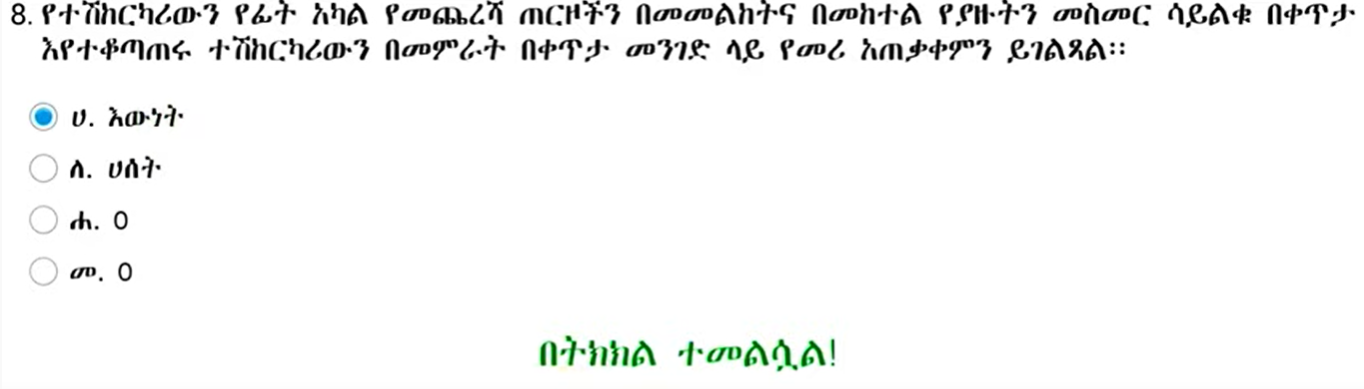 8. የተሽከርካሪውን የፊት አካል የመጨረሻ ጠርዞችን በመመልከትና በመከተል የያዙትን መስመር ሳይልቁ በቀጥታ
እየተቆጣጠሩ ተሽከርካሪውን በመምራት በቀጥታ መንገድ ላይ የመሪ አጠቃቀምን ይገልጻል፡፡
ሀ. እውነት
ለ. ሀሰት
ሐ. 0
መ. 0
በትክክል ተመልሷል!